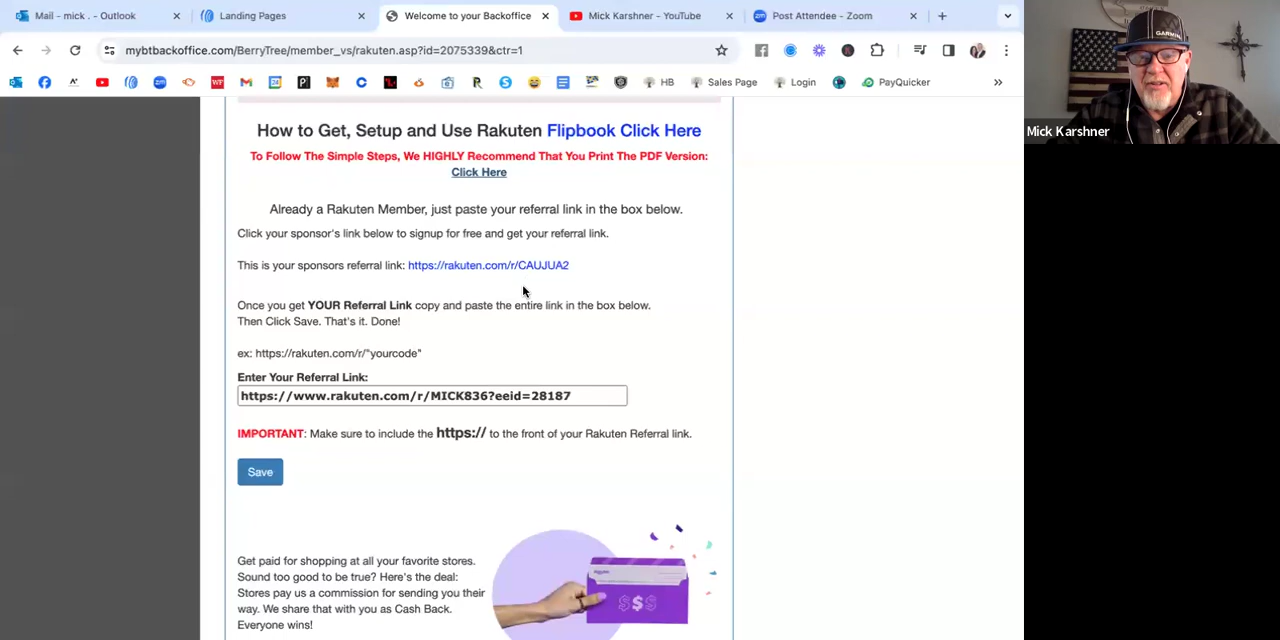 Mail - mick . - Outlook
Landing Pages
Welcome to your Backoffice
Mick Karshner - YouTube
Post Attendee - Zoom
mybtbackoffice.com/BerryTree/member_vs/rakuten.asp?id=2075339&ctr=1
HB
Sales Page
Login
PayQuicker
GARMIN
Mick Karshner
How to Get, Setup and Use Rakuten Flipbook Click Here
To Follow The Simple Steps, We HIGHLY Recommend That You Print The PDF Version:
Click Here
Already a Rakuten Member, just paste your referral link in the box below.
Click your sponsor's link below to signup for free and get your referral link.
This is your sponsors referral link: https://rakuten.com/r/CAUJUA2
Once you get YOUR Referral Link copy and paste the entire link in the box below.
Then Click Save. That's it. Done!
ex: https://rakuten.com/r/"yourcode"
Enter Your Referral Link:
https://www.rakuten.com/r/MICK836?eeid=28187
IMPORTANT: Make sure to include the https:// to the front of your Rakuten Referral link.
Save
Get paid for shopping at all your favorite stores.
Sound too good to be true? Here's the deal:
Stores pay us a commission for sending you their
way. We share that with you as Cash Back.
Everyone wins!
$$$